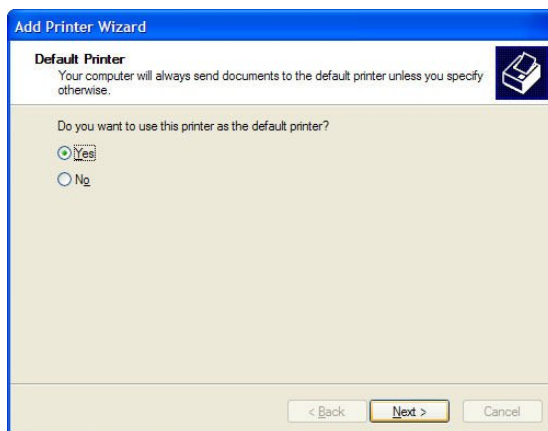 Add Printer Wizard
Default Printer
Your computer will always send documents to the default printer unless you specify
otherwise.
Do you want to use this printer as the default printer?
Yes
No
< Back
Next >
Cancel